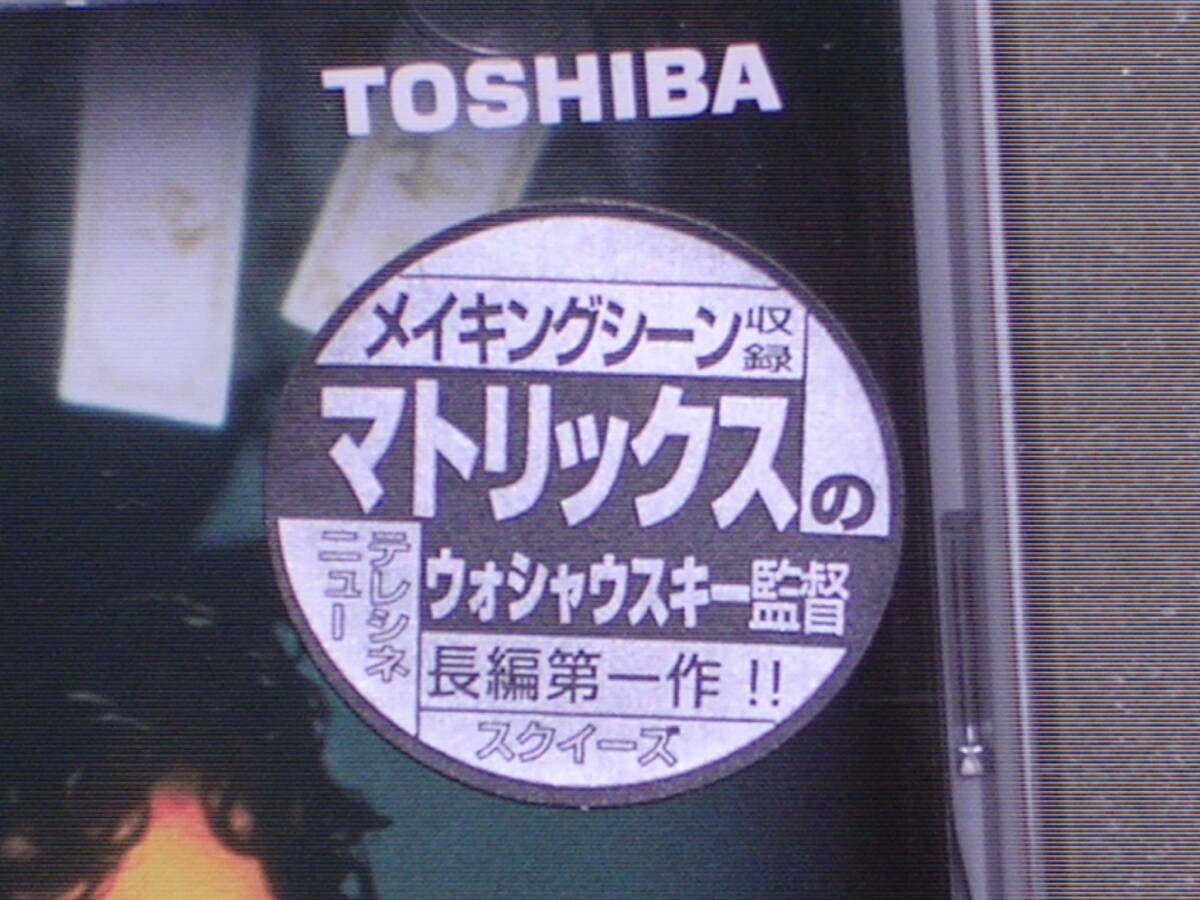 TOSHIBA
メイキングシーン収録
マトリックスの
ウォシャウスキー監督
長編第一作!!
ニューテレシネ
スクイーズ